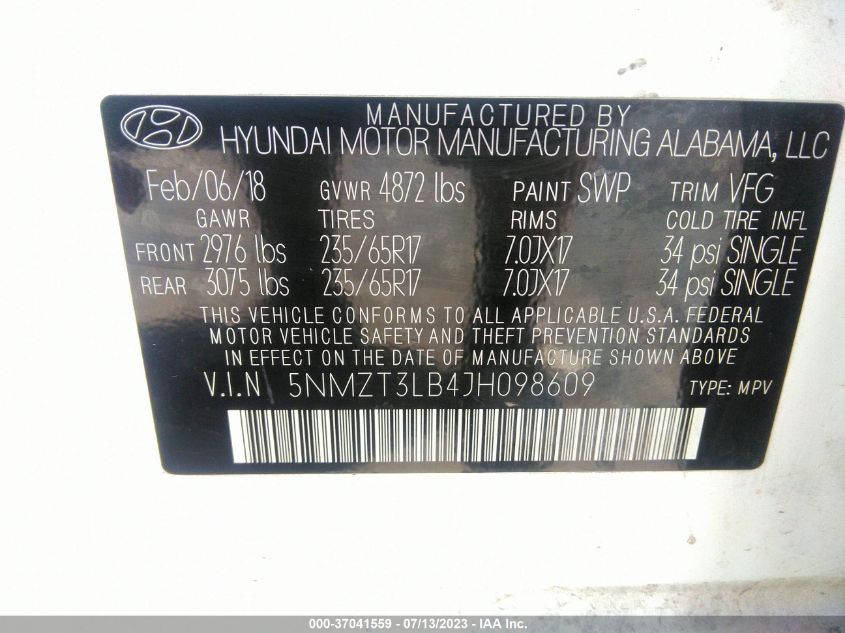 MANUFACTURED BY
HYUNDAI MOTOR MANUFACTURING ALABAMA, LLC
Feb/06/18 GVWR 4872 lbs PAINT SWP TRIM VFG
GAWR TIRES RIMS COLD TIRE INFL
FRONT 2976 lbs 235/65R17 7.0JX17 34 psi SINGLE
REAR 3075 lbs 235/65R17 7.0JX17 34 psi SINGLE
THIS VEHICLE CONFORMS TO ALL APPLICABLE U.S.A. FEDERAL
MOTOR VEHICLE SAFETY AND THEFT PREVENTION STANDARDS
IN EFFECT ON THE DATE OF MANUFACTURE SHOWN ABOVE
V.I.N 5NMZT3LB4JH098609 TYPE: MPV
000-37041559 - 07/13/2023 - IAA Inc.